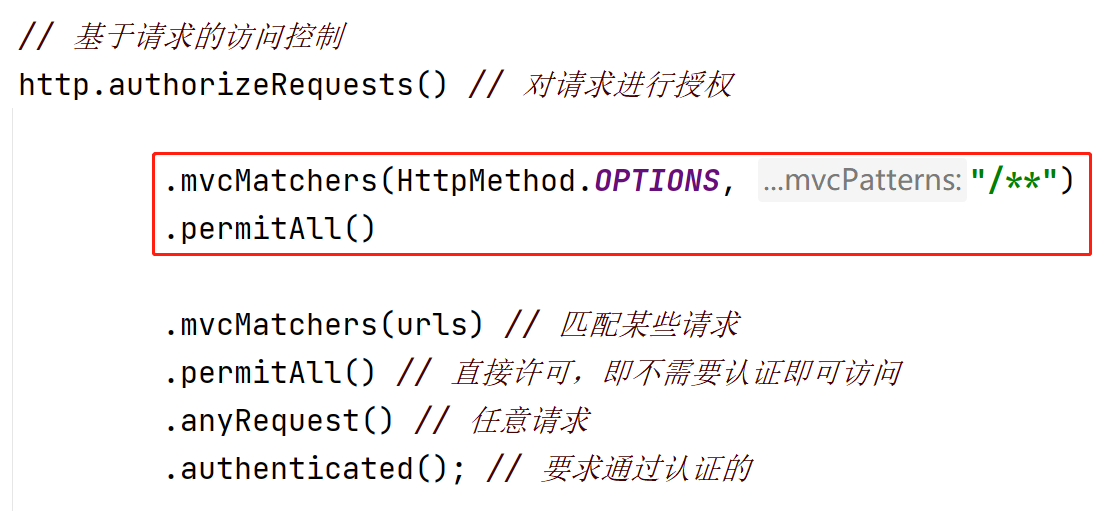 // 基于请求的访问控制
http.authorizeRequests() // 对请求进行授权
.mvcMatchers(HttpMethod.OPTIONS, ...mvcPatterns: "/**")
.permitAll()
.mvcMatchers(urls) // 匹配某些请求
.permitAll() // 直接许可，即不需要认证即可访问
.anyRequest() // 任意请求
.authenticated(); // 要求通过认证的